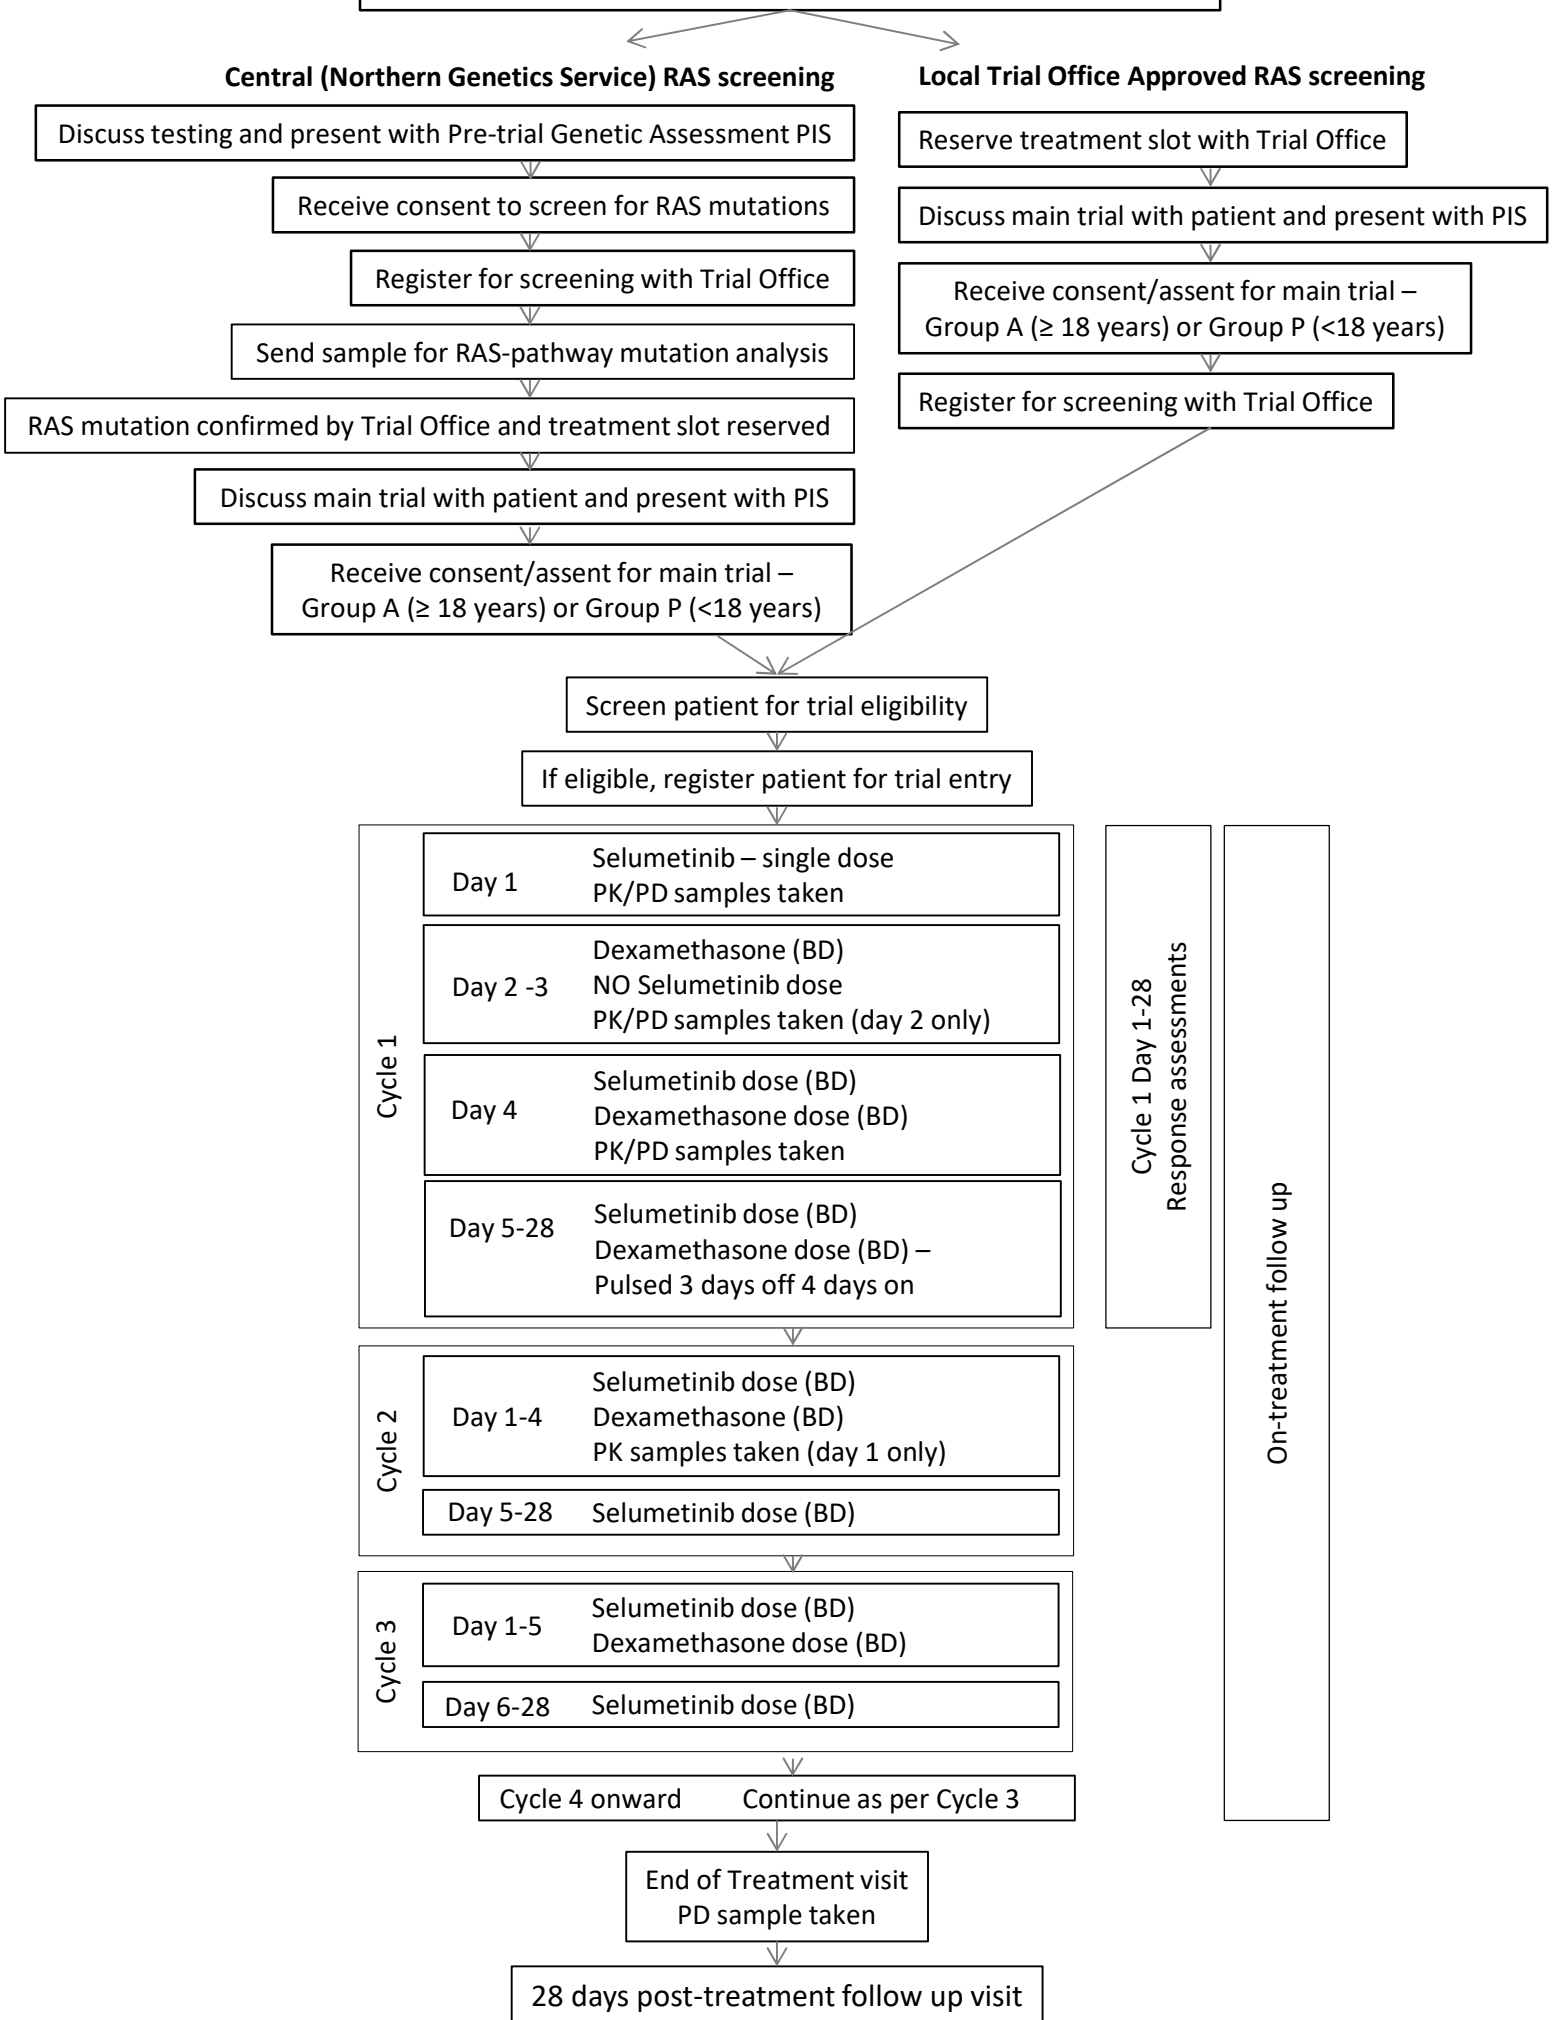 Central (Northern Genetics Service) RAS screening
Discuss testing and present with Pre-trial Genetic Assessment PIS
Receive consent to screen for RAS mutations
Register for screening with Trial Office
Send sample for RAS-pathway mutation analysis
RAS mutation confirmed by Trial Office and treatment slot reserved
Discuss main trial with patient and present with PIS
Receive consent/assent for main trial –
Group A (≥ 18 years) or Group P (<18 years)
Local Trial Office Approved RAS screening
Reserve treatment slot with Trial Office
Discuss main trial with patient and present with PIS
Receive consent/assent for main trial –
Group A (≥ 18 years) or Group P (<18 years)
Register for screening with Trial Office
Screen patient for trial eligibility
If eligible, register patient for trial entry
Cycle 1
Day 1
Selumetinib – single dose
PK/PD samples taken
Day 2 -3
Dexamethasone (BD)
NO Selumetinib dose
PK/PD samples taken (day 2 only)
Day 4
Selumetinib dose (BD)
Dexamethasone dose (BD)
PK/PD samples taken
Day 5-28
Selumetinib dose (BD)
Dexamethasone dose (BD) –
Pulsed 3 days off 4 days on
Cycle 2
Day 1-4
Selumetinib dose (BD)
Dexamethasone (BD)
PK samples taken (day 1 only)
Day 5-28
Selumetinib dose (BD)
Cycle 3
Day 1-5
Selumetinib dose (BD)
Dexamethasone dose (BD)
Day 6-28
Selumetinib dose (BD)
Cycle 4 onward
Continue as per Cycle 3
Cycle 1 Day 1-28
Response assessments
On-treatment follow up
End of Treatment visit
PD sample taken
28 days post-treatment follow up visit